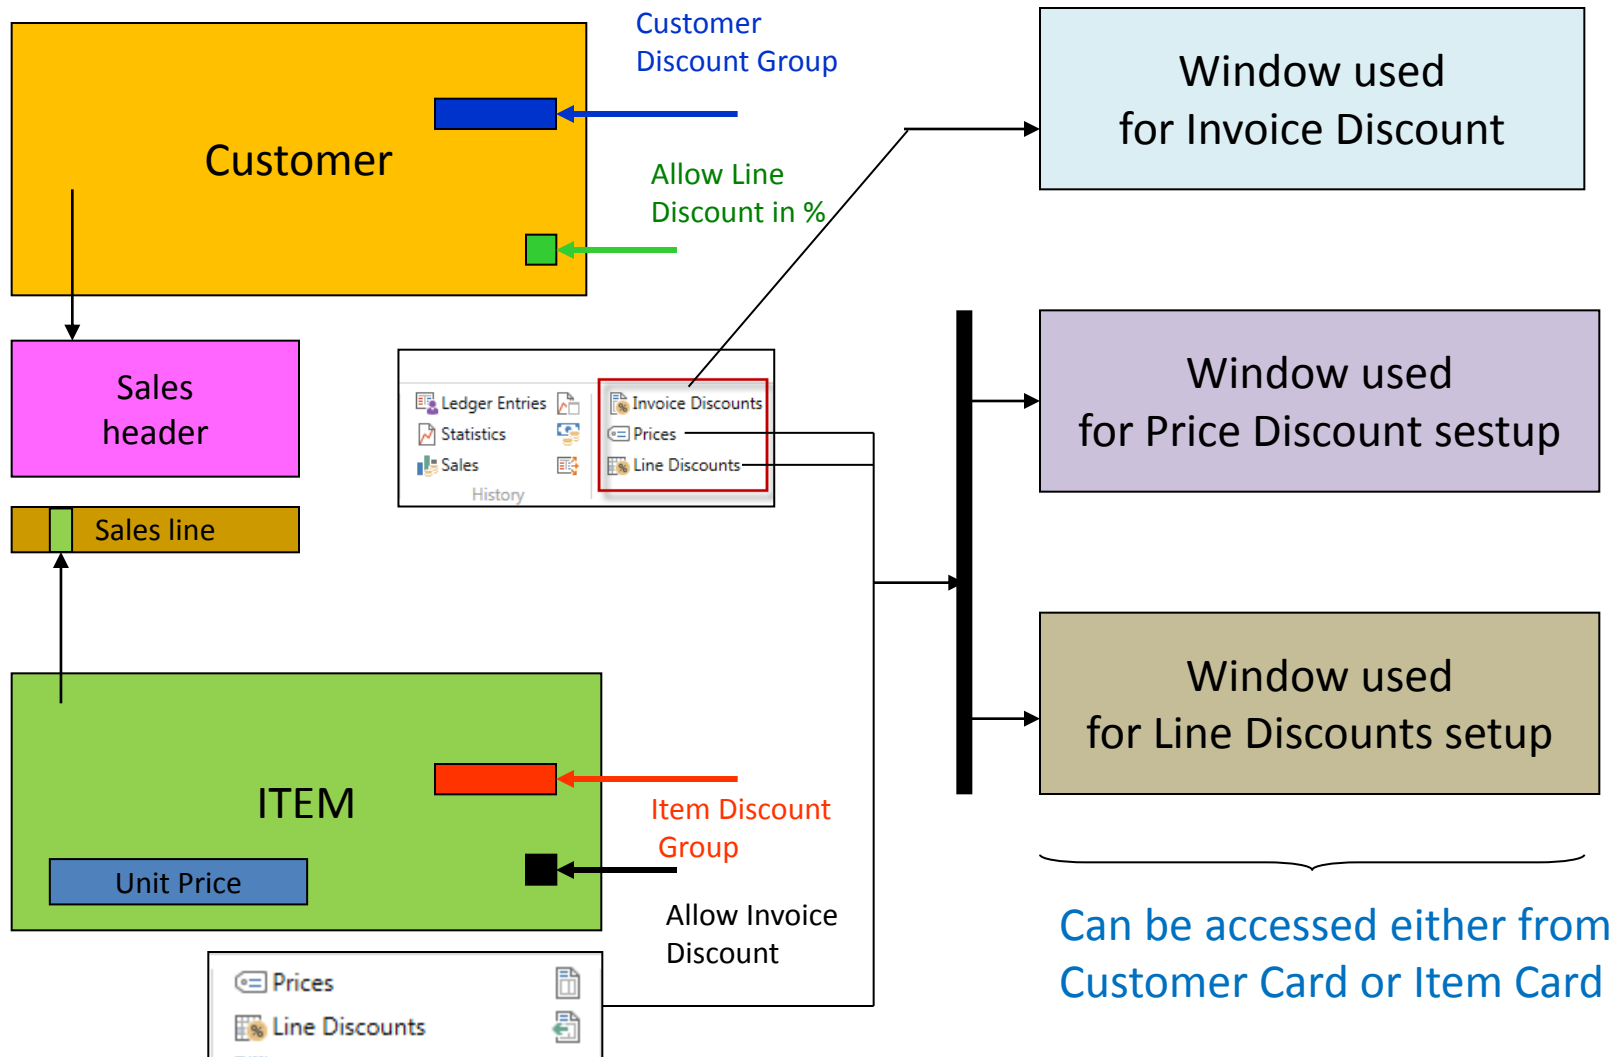 Customer
Discount Group
Customer
Allow Line
Discount in %
Window used
for Invoice Discount
Sales
header
Ledger Entries
Statistics
Sales
History
Invoice Discounts
Prices
Line Discounts
Window used
for Price Discount sestup
Sales line
Window used
for Line Discounts setup
ITEM
Item Discount
Group
Unit Price
Allow Invoice
Discount
Can be accessed either from
Customer Card or Item Card
Prices
Line Discounts